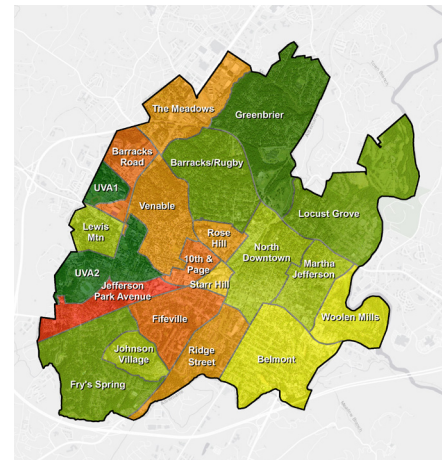 The Meadows
Greenbrier
Barracks
Road
Barracks/Rugby
UVA1
Venable
Locust Grove
Lewis
Mtn
Rose
Hill
North
Downtown
10th &
Page
Martha
Jefferson
UVA2
Jefferson
Park Avenue
Starr Hill
Fifeville
Woolen Mills
Johnson
Village
Ridge
Street
Belmont
Fry's Spring